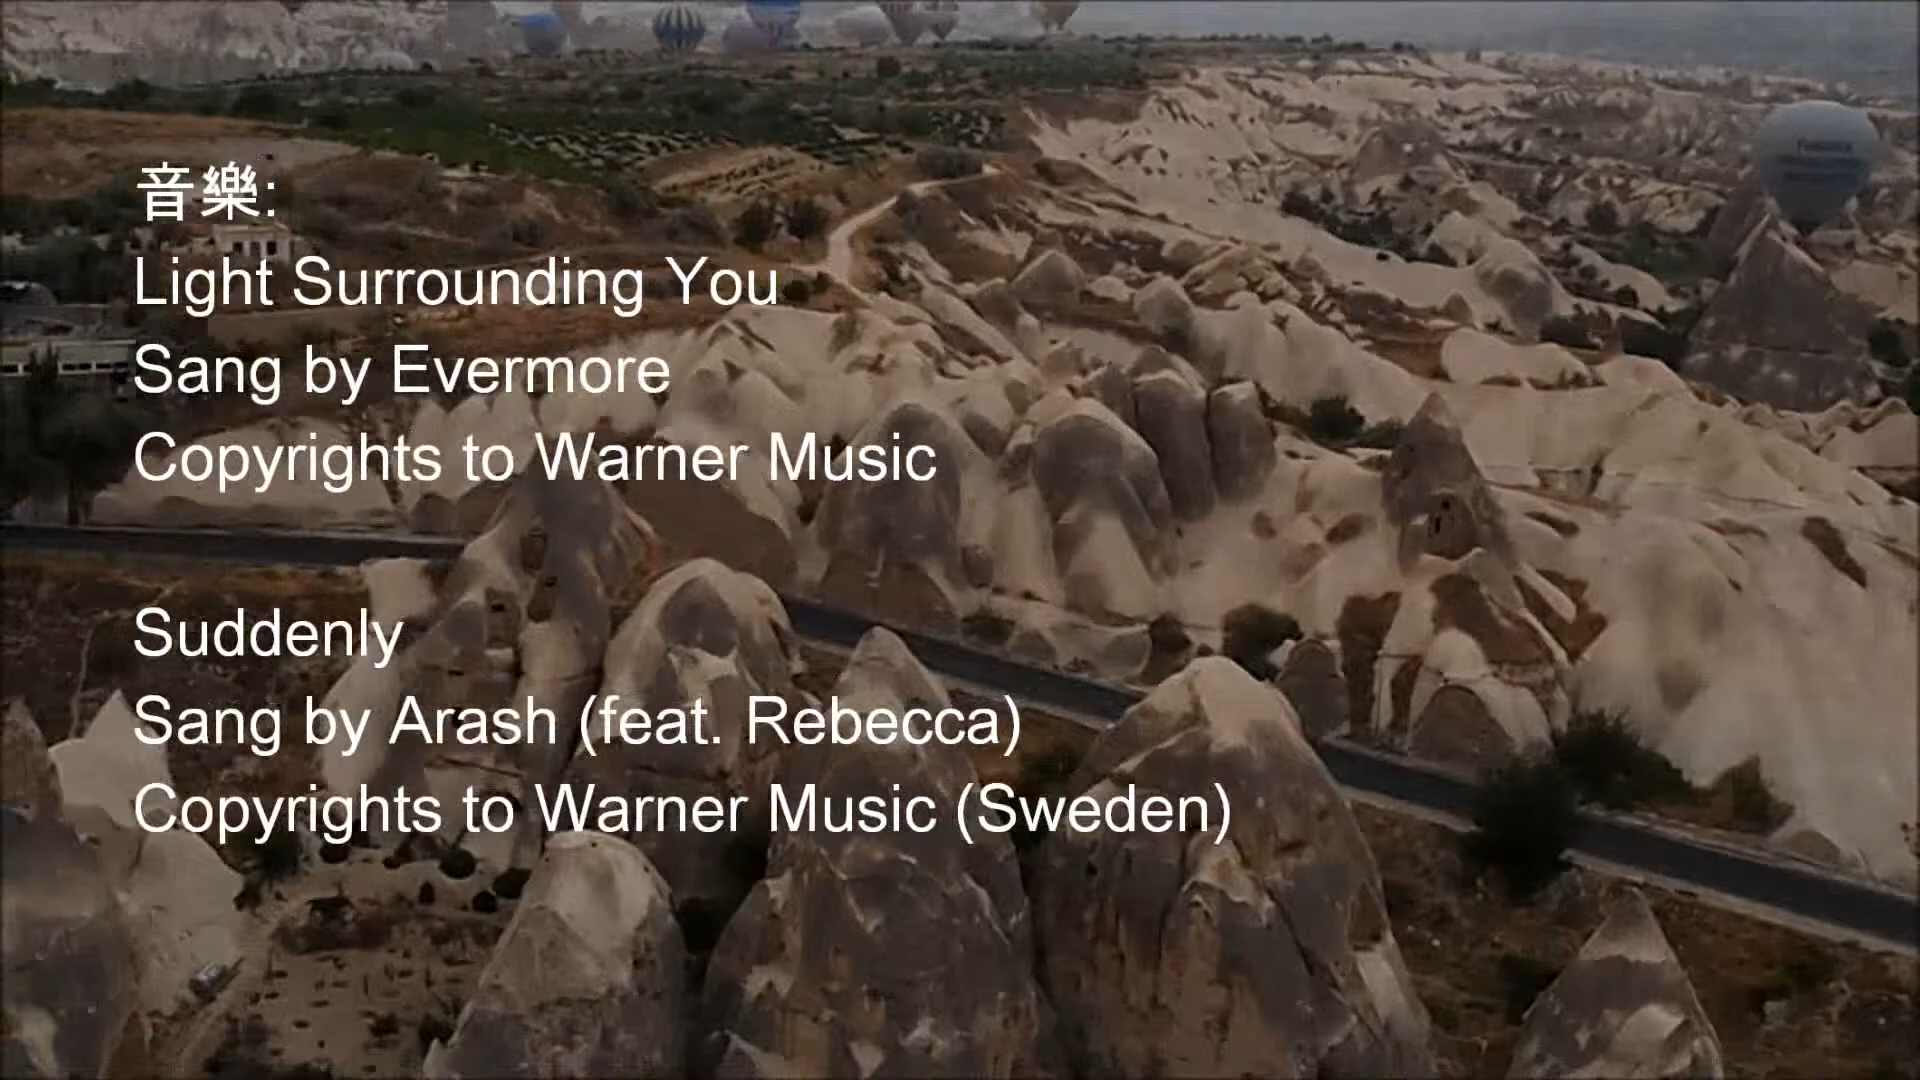 音樂:
Light Surrounding You
Sang by Evermore
Copyrights to Warner Music
Suddenly
Sang by Arash (feat. Rebecca)
Copyrights to Warner Music (Sweden)